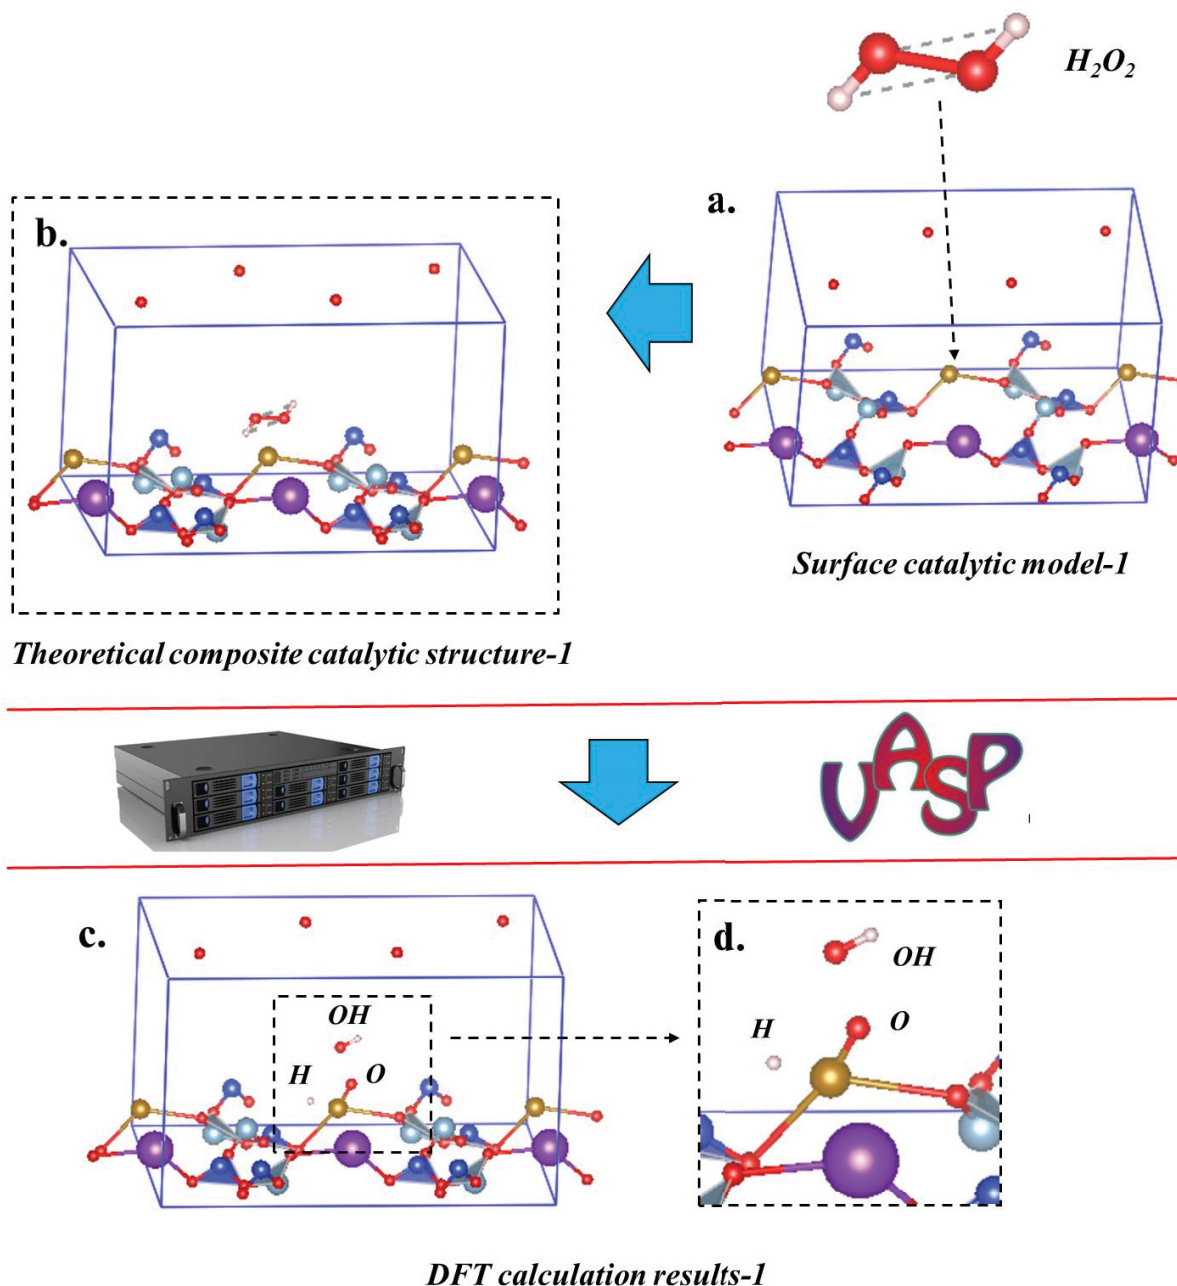 H₂O₂
a.
b.
Surface catalytic model-1
Theoretical composite catalytic structure-1
VASP
c.
OH
H
O
d.
OH
H
O
DFT calculation results-1